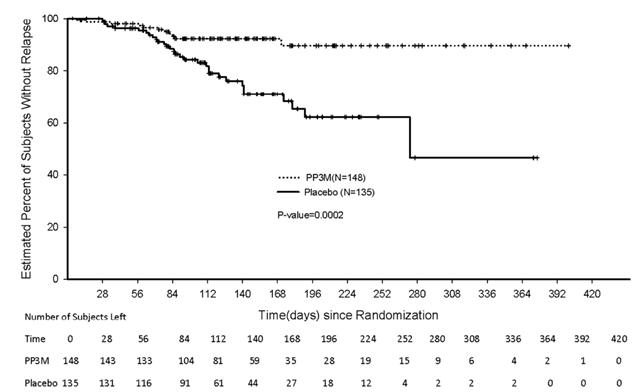 Estimated Percent of Subjects Without Relapse
100
80
60
40
20
0
PP3M(N=148)
Placebo (N=135)
P-value=0.0002
28 56 84 112 140 168 196 224 252 280 308 336 364 392 420
Number of Subjects Left
Time(days) since Randomization
Time 0 28 56 84 112 140 168 196 224 252 280 308 336 364 392 420
PP3M 148 143 133 104 81 59 35 28 19 15 9 6 4 2 1 0
Placebo 135 131 116 91 61 44 27 18 12 4 2 2 2 0 0 0